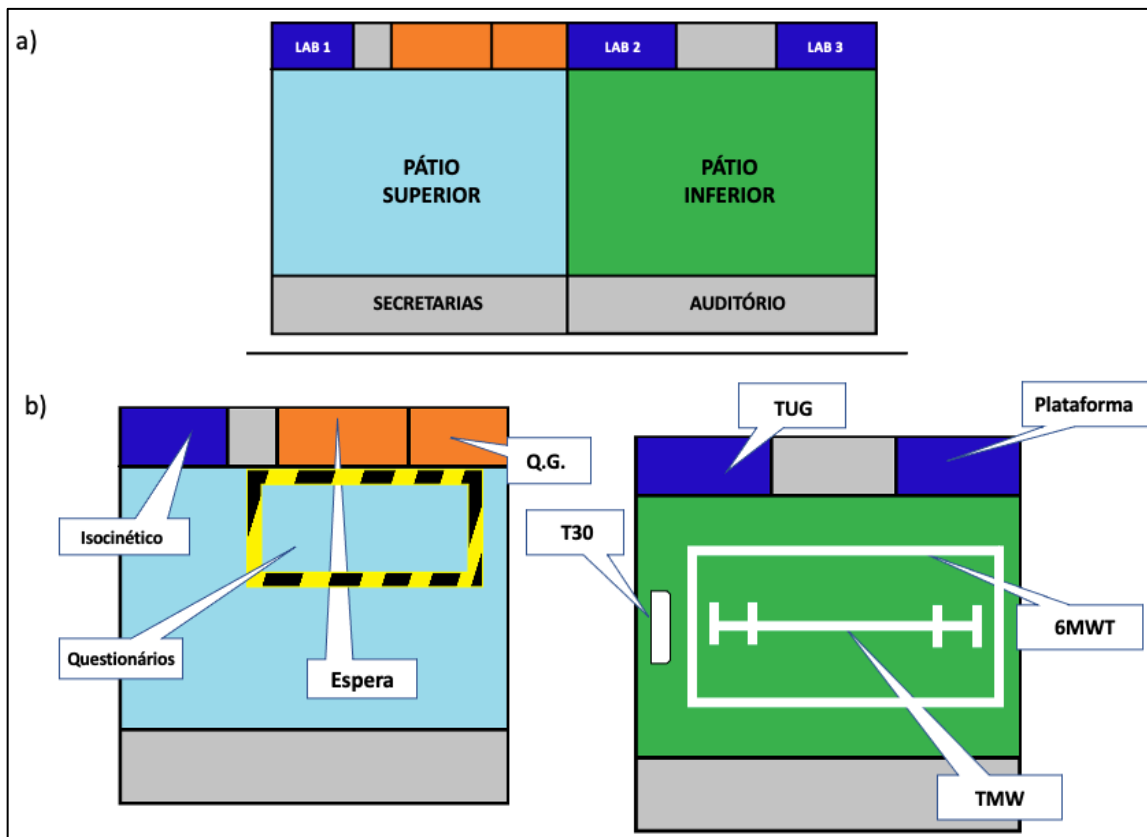 a)
LAB 1
LAB 2
LAB 3
PÁTIO
SUPERIOR
PÁTIO
INFERIOR
SECRETARIAS
AUDITÓRIO
b)
TUG
Plataforma
Q.G.
Isocinético
T30
Questionários
Espera
6MWT
TMW